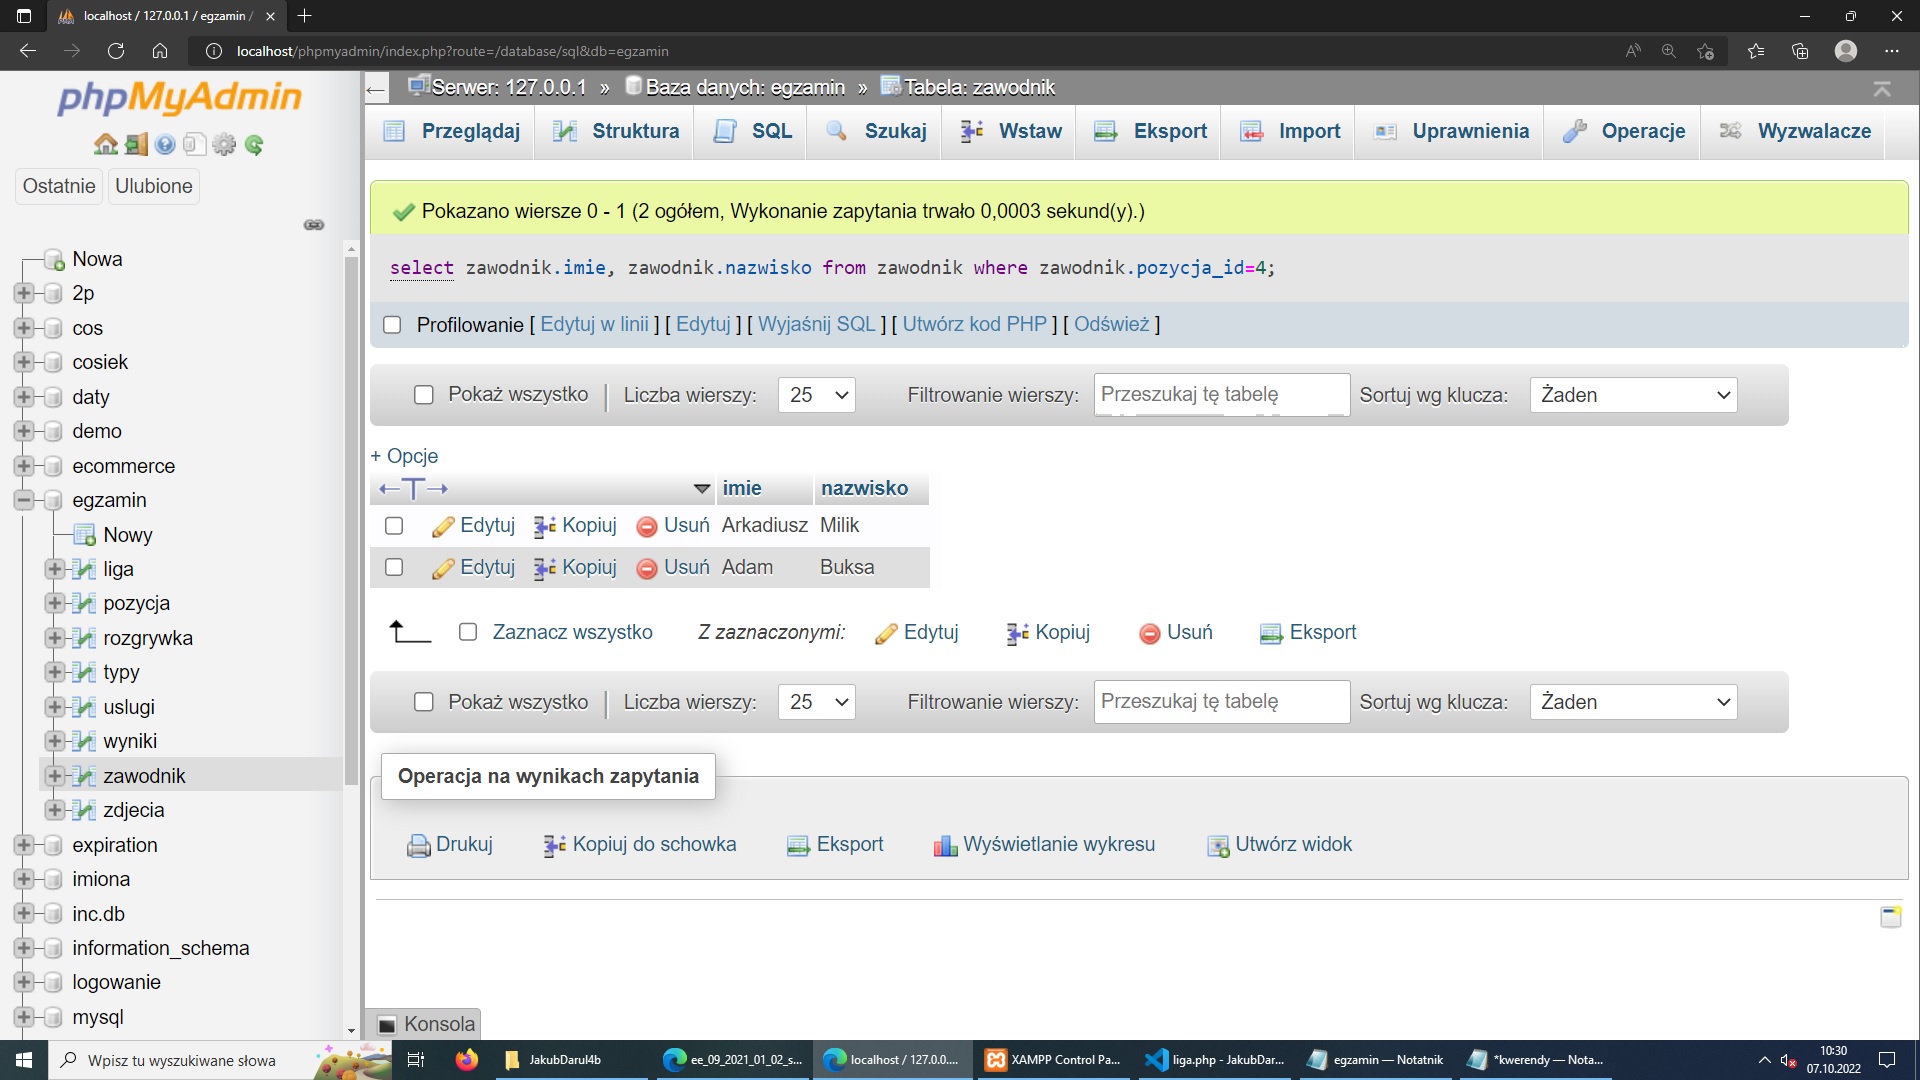 localhost / 127.0.0.1 / egzamin /
localhost/phpmyadmin/index.php?route=/database/sql&db=egzamin
phpMyAdmin
Ostatnie
Ulubione
Nowa
2p
cos
cosiek
daty
demo
ecommerce
egzamin
Nowy
liga
pozycja
rozgrywka
typy
uslugi
wyniki
zawodnik
zdjecia
expiration
imiona
inc.db
information_schema
logowanie
mysql
Serwer: 127.0.0.1 » Baza danych: egzamin » Tabela: zawodnik
Przeglądaj Struktura SQL Szukaj Wstaw Eksport Import Uprawnienia Operacje Wyzwalacze
Pokazano wiersze 0 - 1 (2 ogółem, Wykonanie zapytania trwało 0,0003 sekund(y).)
select zawodnik.imie, zawodnik.nazwisko from zawodnik where zawodnik.pozycja_id=4;
Profilowanie [ Edytuj w linii ] [ Edytuj ] [ Wyjaśnij SQL ] [ Utwórz kod PHP ] [ Odśwież ]
Pokaż wszystko | Liczba wierszy: 25 Filtrowanie wierszy: Przeszukaj tę tabelę Sortuj wg klucza: Żaden
+ Opcje
←T→ imie nazwisko
Edytuj Kopiuj Usuń Arkadiusz Milik
Edytuj Kopiuj Usuń Adam Buksa
Zaznacz wszystko Z zaznaczonymi: Edytuj Kopiuj Usuń Eksport
Pokaż wszystko | Liczba wierszy: 25 Filtrowanie wierszy: Przeszukaj tę tabelę Sortuj wg klucza: Żaden
Operacja na wynikach zapytania
Drukuj Kopiuj do schowka Eksport Wyświetlanie wykresu Utwórz widok
Konsola
Wpisz tu wyszukiwane słowa
JakubDarul4b
ee_09_2021_01_02_s...
localhost / 127.0.0....
XAMPP Control Pa...
liga.php - JakubDar...
egzamin — Notatnik
*kwerendy — Nota...
10:30
07.10.2022